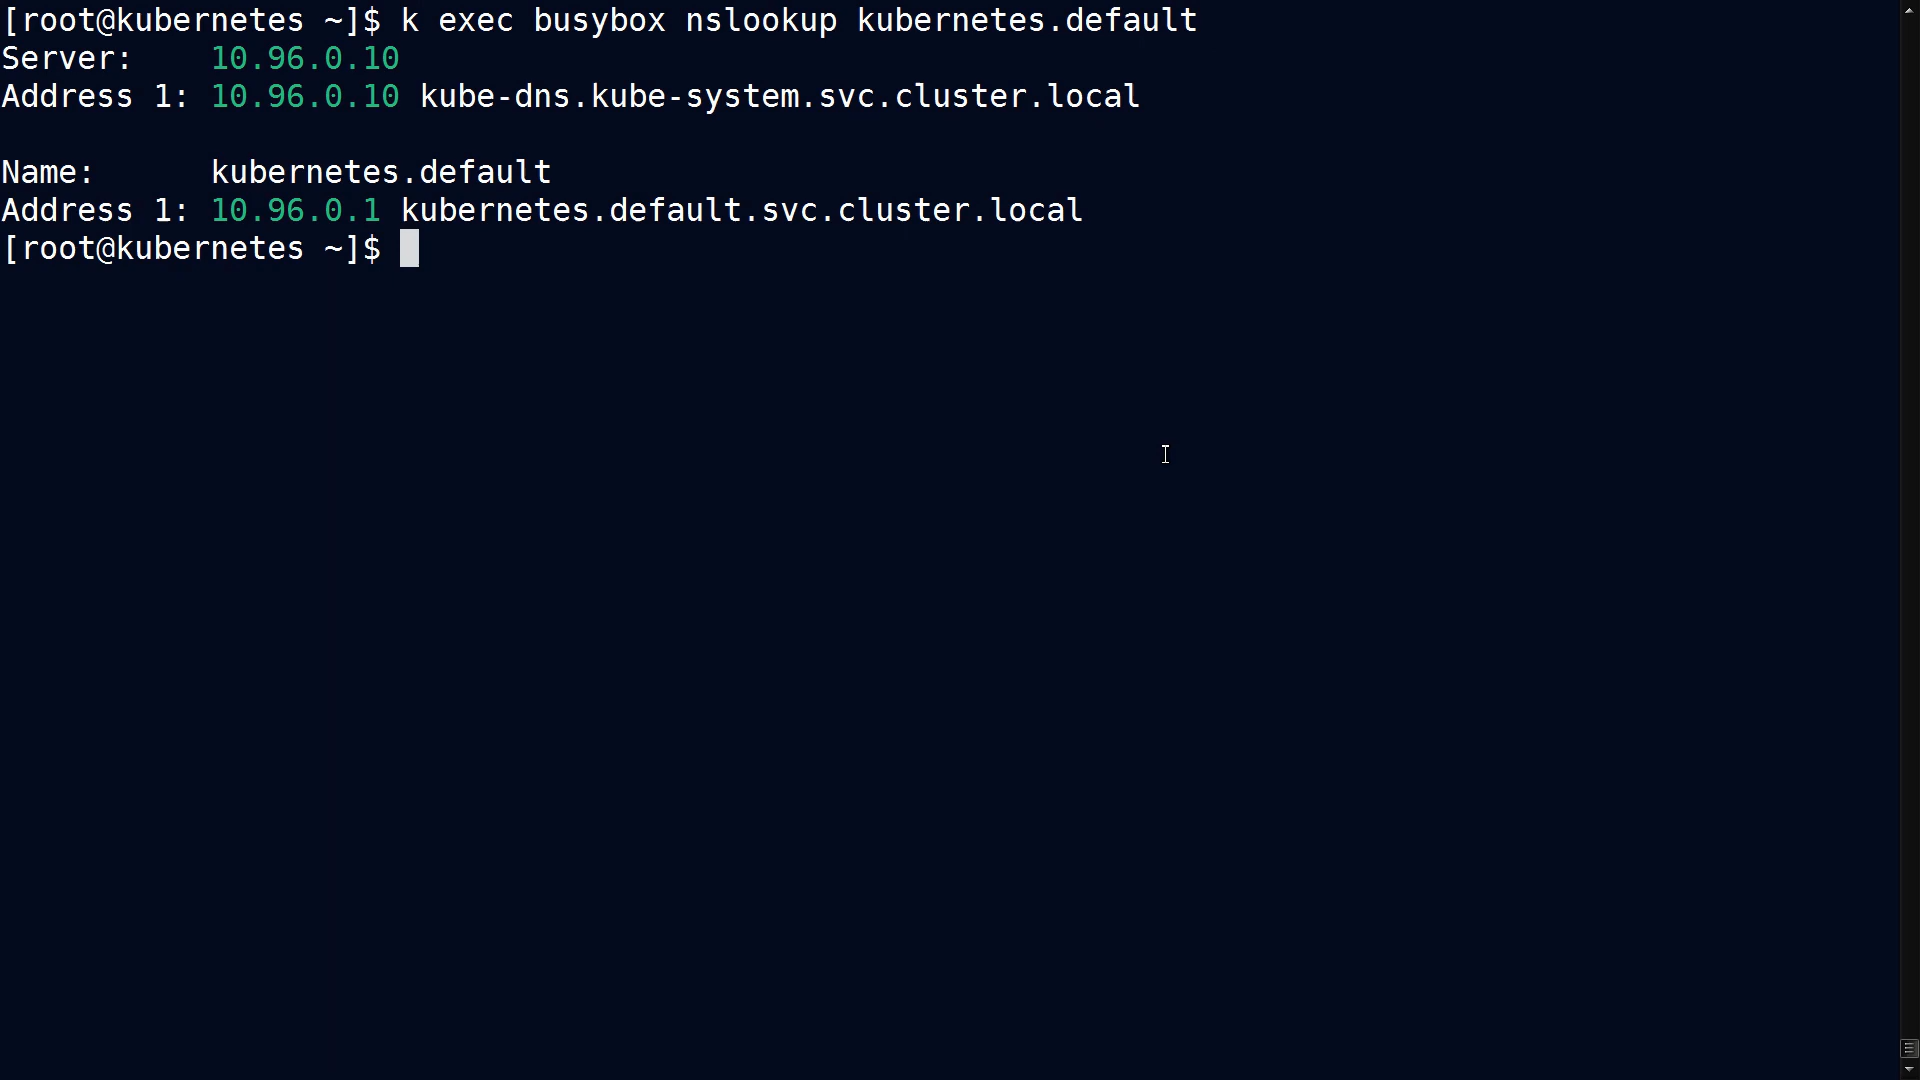 [root@kubernetes ~]$ k exec busybox nslookup kubernetes.default
Server:    10.96.0.10
Address 1: 10.96.0.10 kube-dns.kube-system.svc.cluster.local

Name:      kubernetes.default
Address 1: 10.96.0.1 kubernetes.default.svc.cluster.local
[root@kubernetes ~]$